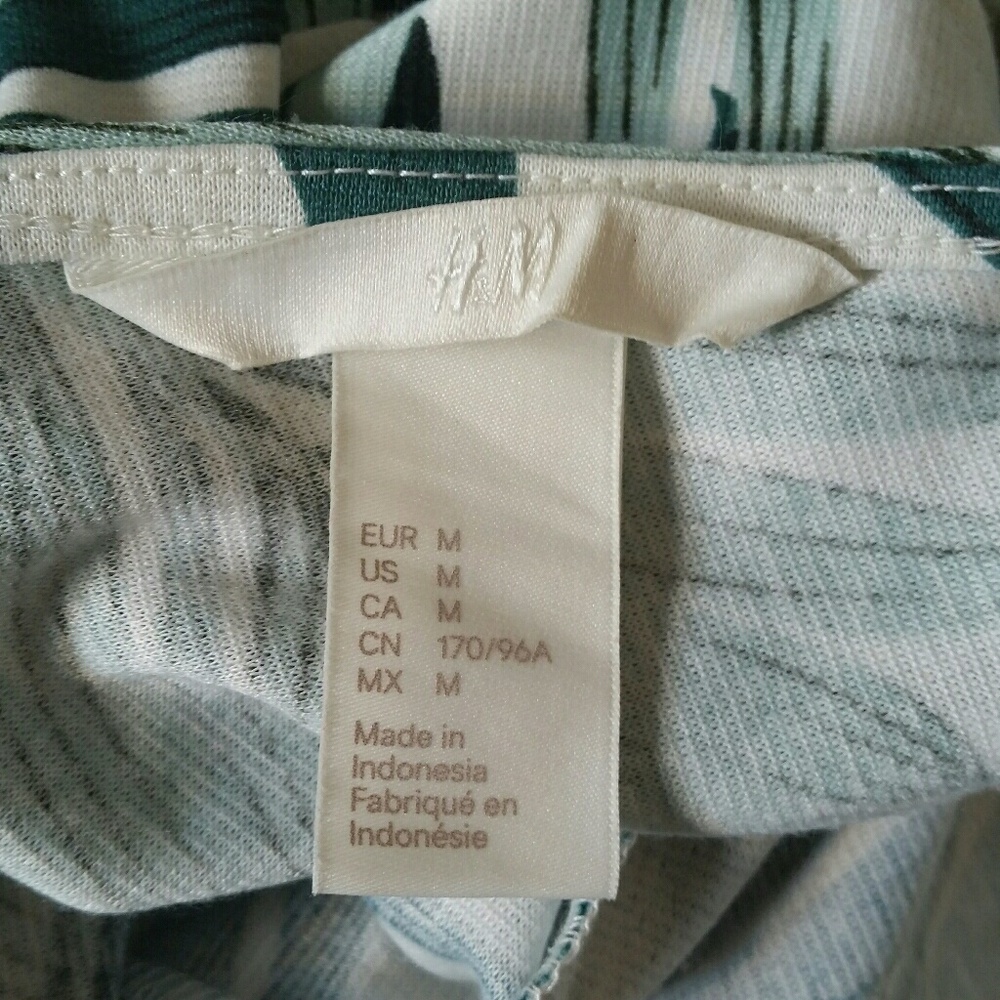 H&M
EUR M
US M
CA M
CN 170/96A
MX M
Made in
Indonesia
Fabriqué en
Indonésie